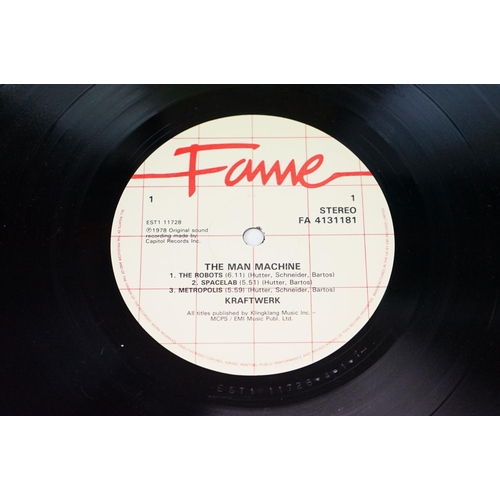 Fame
1 1
STEREO
EST1 11728 FA 4131181
℗1978 Original sound
recording made by
Capitol Records Inc.
THE MAN MACHINE
1. THE ROBOTS (6.11) (Hutter, Schneider, Bartos)
2. SPACELAB (5.51) (Hutter, Bartos)
3. METROPOLIS (5.59) (Hutter, Schneider, Bartos)
KRAFTWERK
All titles published by Klingklang Music Inc. –
MCPS / EMI Music Publ. Ltd.
EST1 11728